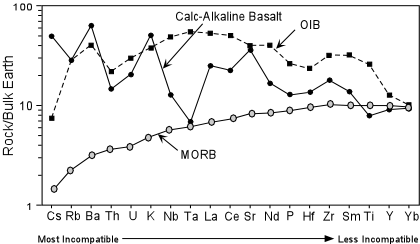 100
Calc-Alkaline Basalt
OIB
Rock/Bulk Earth
10
MORB
1
Cs Rb Ba Th U K Nb Ta La Ce Sr Nd P Hf Zr Sm Ti Y Yb
Most Incompatible Less Incompatible